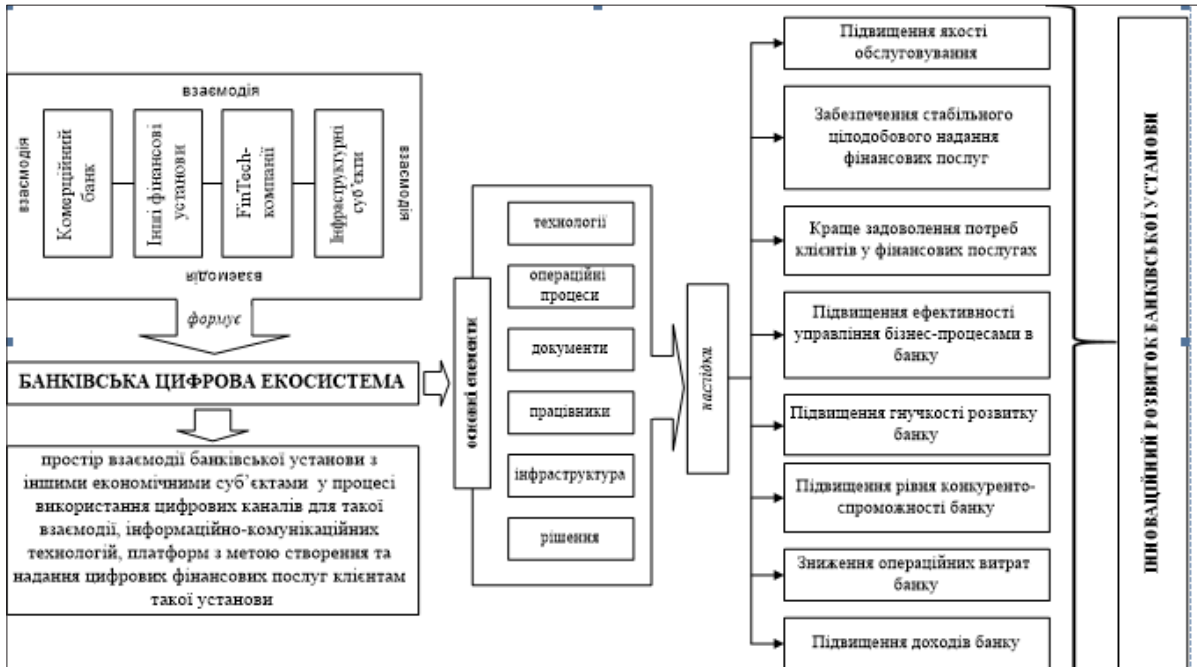 взаємодія
взаємодія
Комерційний
банк
Інші фінансові
установи
FinTech-
компанії
Інфраструктурні
суб’єкти
взаємодія
взаємодія
формує
БАНКІВСЬКА ЦИФРОВА ЕКОСИСТЕМА
простір взаємодії банківської установи з
іншими економічними суб’єктами у процесі
використання цифрових каналів для такої
взаємодії, інформаційно-комунікаційних
технологій, платформ з метою створення та
надання цифрових фінансових послуг клієнтам
такої установи
основні елементи
технології
операційні
процеси
документи
працівники
інфраструктура
рішення
наслідки
Підвищення якості
обслуговування
Забезпечення стабільного
цілодобового надання
фінансових послуг
Краще задоволення потреб
клієнтів у фінансових послугах
Підвищення ефективності
управління бізнес-процесами в
банку
Підвищення гнучкості розвитку
банку
Підвищення рівня конкуренто-
спроможності банку
Зниження операційних витрат
банку
Підвищення доходів банку
ІННОВАЦІЙНИЙ РОЗВИТОК БАНКІВСЬКОЇ УСТАНОВИ